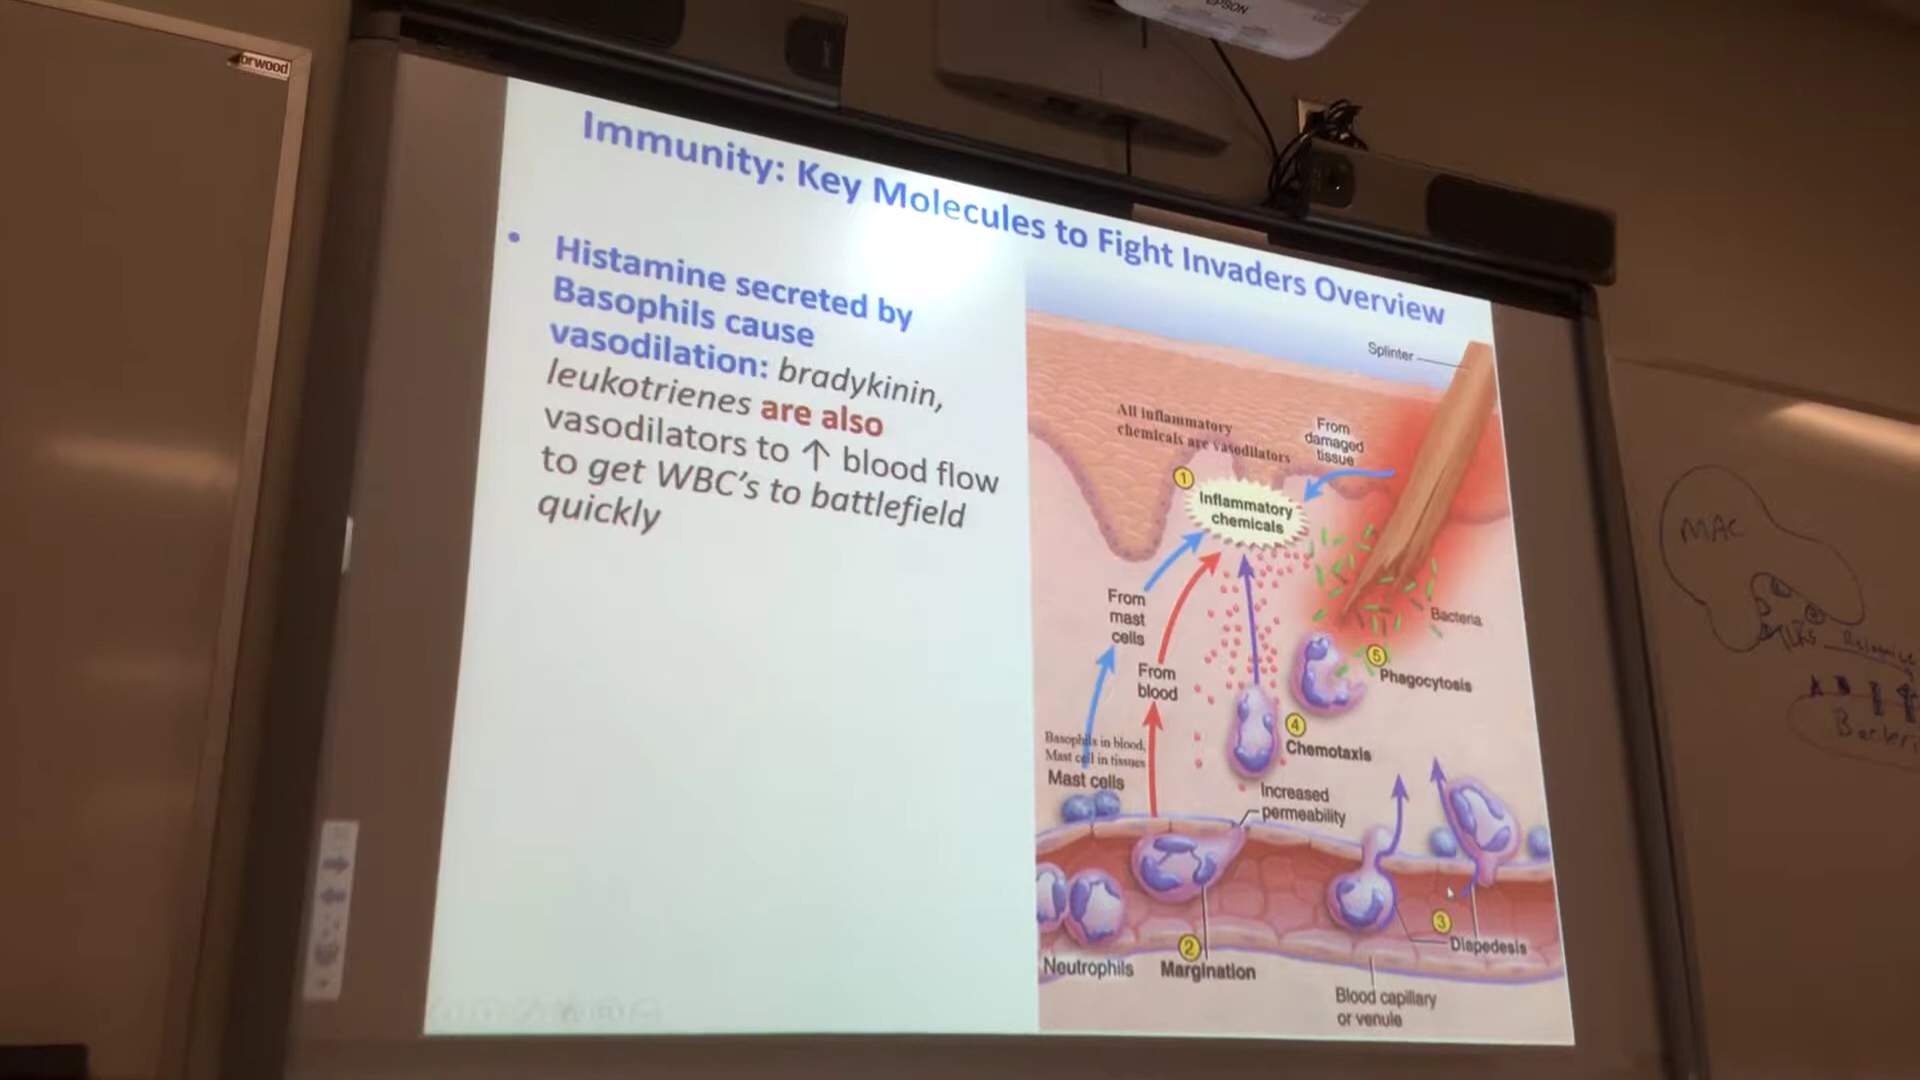 EPSON
orwood
Immunity: Key Molecules to Fight Invaders Overview
• Histamine secreted by
Basophils cause
vasodilation: bradykinin,
leukotrienes are also
vasodilators to ↑ blood flow
to get WBC's to battlefield
quickly
Splinter
All inflammatory
chemicals are vasodilators
From
damaged
tissue
1
Inflammatory
chemicals
From
mast
cells
Bacteria
5
Phagocytosis
From
blood
4
Chemotaxis
Basophils in blood,
Mast cell in tissues
Mast cells
Increased
permeability
3
Diapedesis
2
Neutrophils
Margination
Blood capillary
or venule
MAC